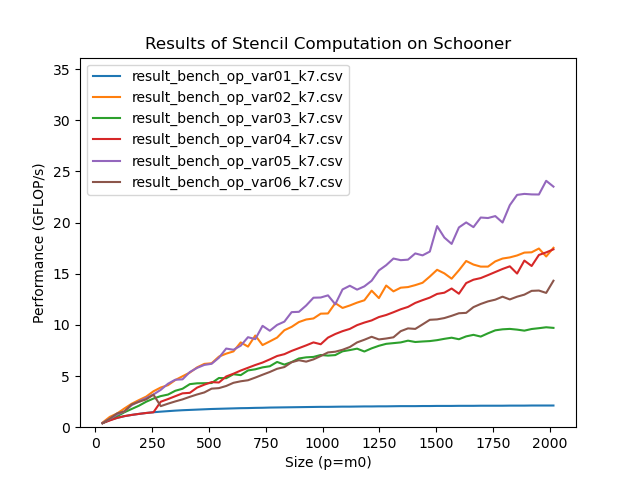 Results of Stencil Computation on Schooner
35
30
25
20
15
10
5
0
Performance (GFLOP/s)
result_bench_op_var01_k7.csv
result_bench_op_var02_k7.csv
result_bench_op_var03_k7.csv
result_bench_op_var04_k7.csv
result_bench_op_var05_k7.csv
result_bench_op_var06_k7.csv
0 250 500 750 1000 1250 1500 1750 2000
Size (p=m0)